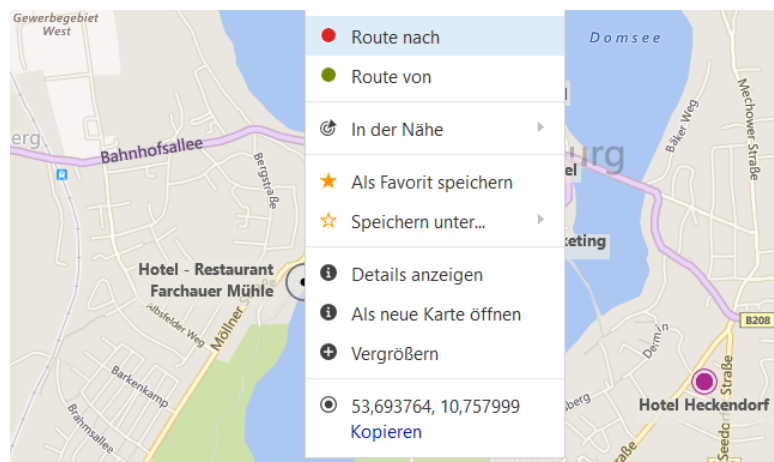 Gewerbegebiet
West
erg
Bahnhofsallee
Bergstraße
Hotel - Restaurant
Farchauer Mühle
Albsfelder Weg
Möllner
Barkenkamp
Brahmsallee
Route nach
Route von
In der Nähe
Als Favorit speichern
Speichern unter...
Details anzeigen
Als neue Karte öffnen
Vergrößern
53,693764, 10,757999
Kopieren
Domsee
Mechower Straße
Bäker Weg
urg
el
keting
B208
Dermin
Hotel Heckendorf
Seedorfer Straße
berg